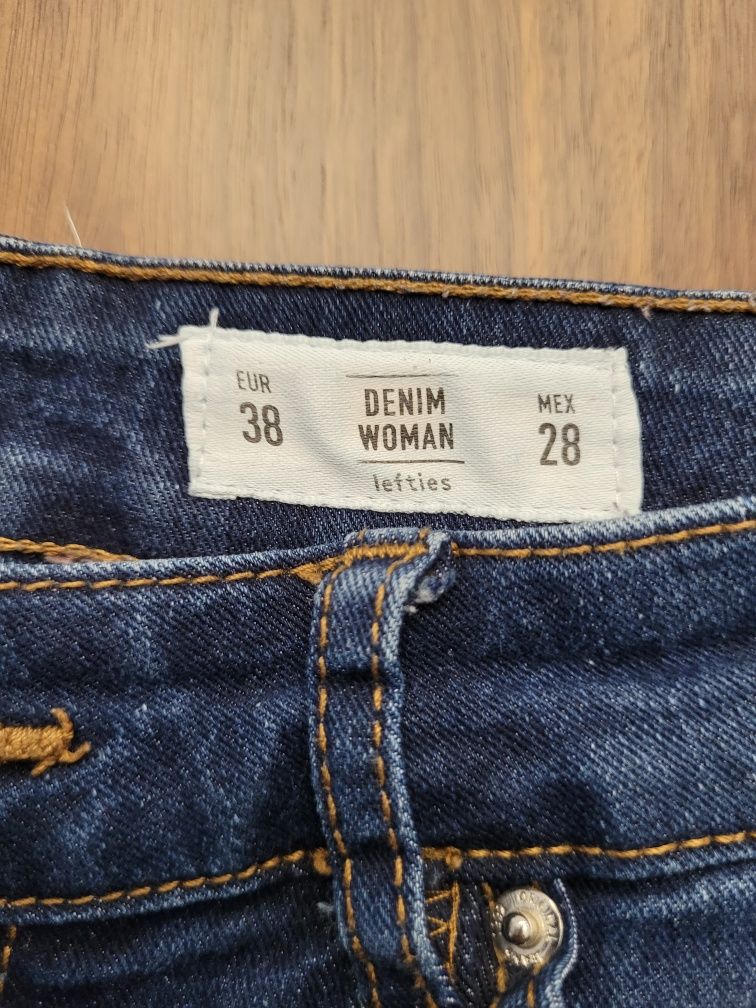 EUR
38
DENIM
WOMAN
lefties
MEX
28